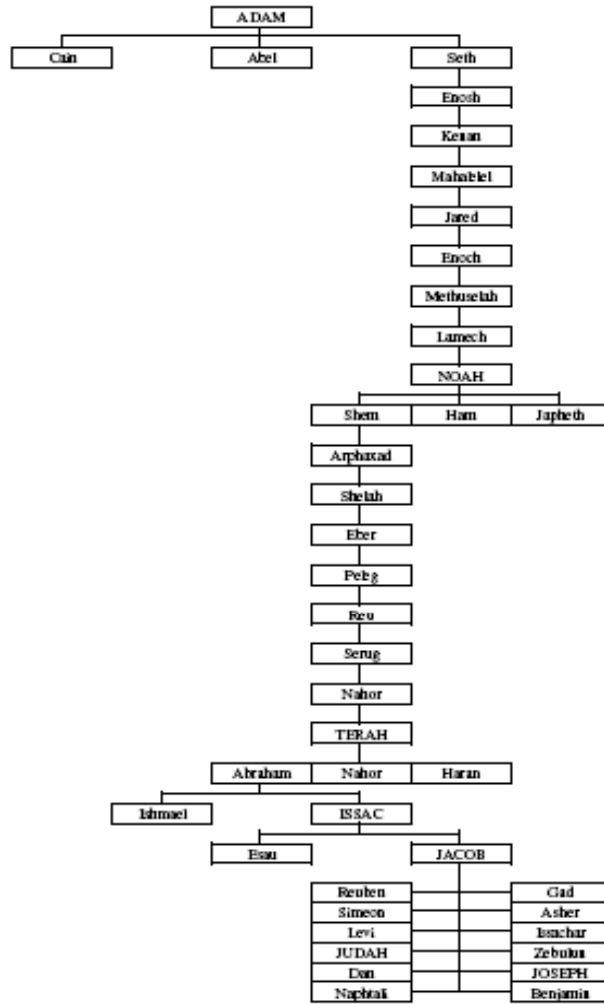 ADAM
Cain Abel Seth
Enosh
Kenan
Mahalelel
Jared
Enoch
Methuselah
Lamech
NOAH
Shem Ham Japheth
Arphaxad
Shelah
Eber
Peleg
Reu
Serug
Nahor
TERAH
Abraham Nahor Haran
Ishmael ISSAC
Esau JACOB
Reuben Gad
Simeon Asher
Levi Issachar
JUDAH Zebulun
Dan JOSEPH
Naphtali Benjamin